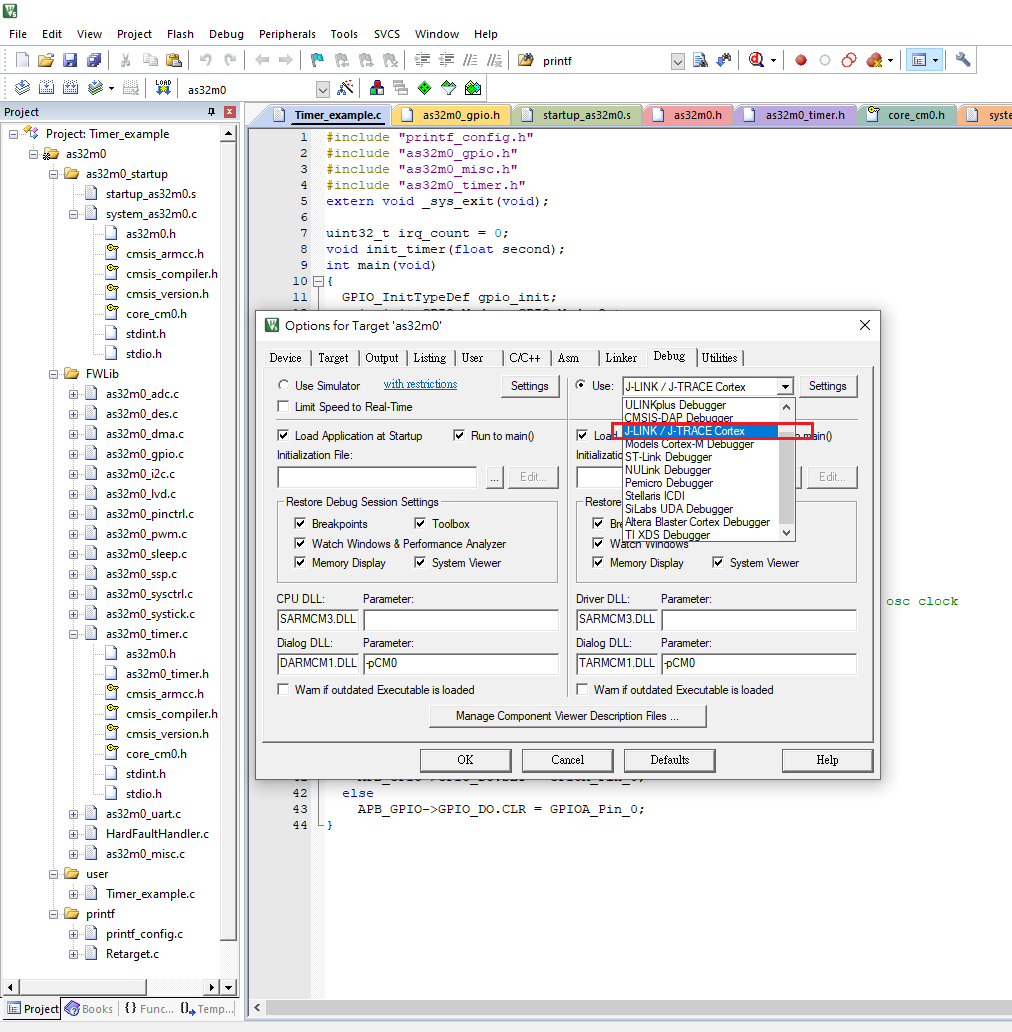 File Edit View Project Flash Debug Peripherals Tools SVCS Window Help
printf
LOAD as32m0
Project
Timer_example.c as32m0_gpio.h startup_as32m0.s as32m0.h as32m0_timer.h core_cm0.h
Project: Timer_example
as32m0
as32m0_startup
startup_as32m0.s
system_as32m0.c
as32m0.h
cmsis_armcc.h
cmsis_compiler.h
cmsis_version.h
core_cm0.h
stdint.h
stdio.h
FWLib
as32m0_adc.c
as32m0_des.c
as32m0_dma.c
as32m0_gpio.c
as32m0_i2c.c
as32m0_lvd.c
as32m0_pinctrl.c
as32m0_pwm.c
as32m0_sleep.c
as32m0_ssp.c
as32m0_sysctrl.c
as32m0_systick.c
as32m0_timer.c
as32m0.h
as32m0_timer.h
cmsis_armcc.h
cmsis_compiler.h
cmsis_version.h
core_cm0.h
stdint.h
stdio.h
as32m0_uart.c
HardFaultHandler.c
as32m0_misc.c
user
Timer_example.c
printf
printf_config.c
Retarget.c
Project Books {} Func... Temp...
1 #include "printf_config.h"
2 #include "as32m0_gpio.h"
3 #include "as32m0_misc.h"
4 #include "as32m0_timer.h"
5 extern void _sys_exit(void);
6
7 uint32_t irq_count = 0;
8 void init_timer(float second);
9 int main(void)
10 {
11 GPIO_InitTypeDef gpio_init;
Options for Target 'as32m0'
Device Target Output Listing User C/C++ Asm Linker Debug Utilities
Use Simulator with restrictions Settings
Limit Speed to Real-Time
Load Application at Startup Run to main()
Initialization File:
... Edit...
Restore Debug Session Settings
Breakpoints Toolbox
Watch Windows & Performance Analyzer
Memory Display System Viewer
CPU DLL: Parameter:
SARMCM3.DLL
Dialog DLL: Parameter:
DARMCM1.DLL -pCM0
Warn if outdated Executable is loaded
Use: J-LINK / J-TRACE Cortex Settings
ULINKplus Debugger
CMSIS-DAP Debugger
J-LINK / J-TRACE Cortex
Models Cortex-M Debugger
ST-Link Debugger
NULink Debugger
Pemicro Debugger
Stellaris ICDI
SiLabs UDA Debugger
Altera Blaster Cortex Debugger
TI XDS Debugger
main()
Edit...
Watch Windows
Memory Display System Viewer
Driver DLL: Parameter:
SARMCM3.DLL
Dialog DLL: Parameter:
TARMCM1.DLL -pCM0
Warn if outdated Executable is loaded
Manage Component Viewer Description Files ...
OK Cancel Defaults Help
osc clock
42 else
43 APB_GPIO->GPIO_DO.CLR = GPIOA_Pin_0;
44 }